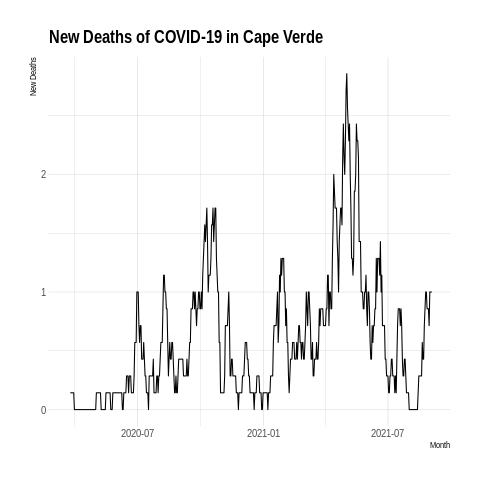 New Deaths of COVID-19 in Cape Verde
New Deaths
2
1
0
2020-07
2021-01
2021-07
Month